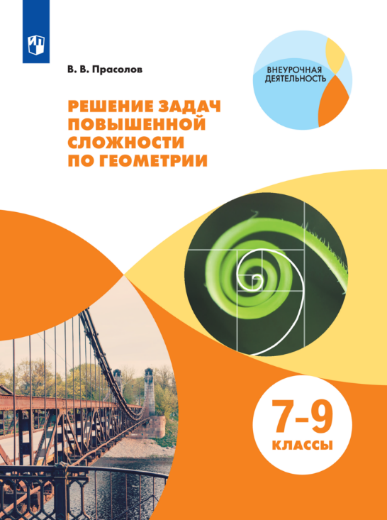 В. В. Прасолов
ВНЕУРОЧНАЯ
ДЕЯТЕЛЬНОСТЬ
РЕШЕНИЕ ЗАДАЧ
ПОВЫШЕННОЙ
СЛОЖНОСТИ
ПО ГЕОМЕТРИИ
7–9
КЛАССЫ